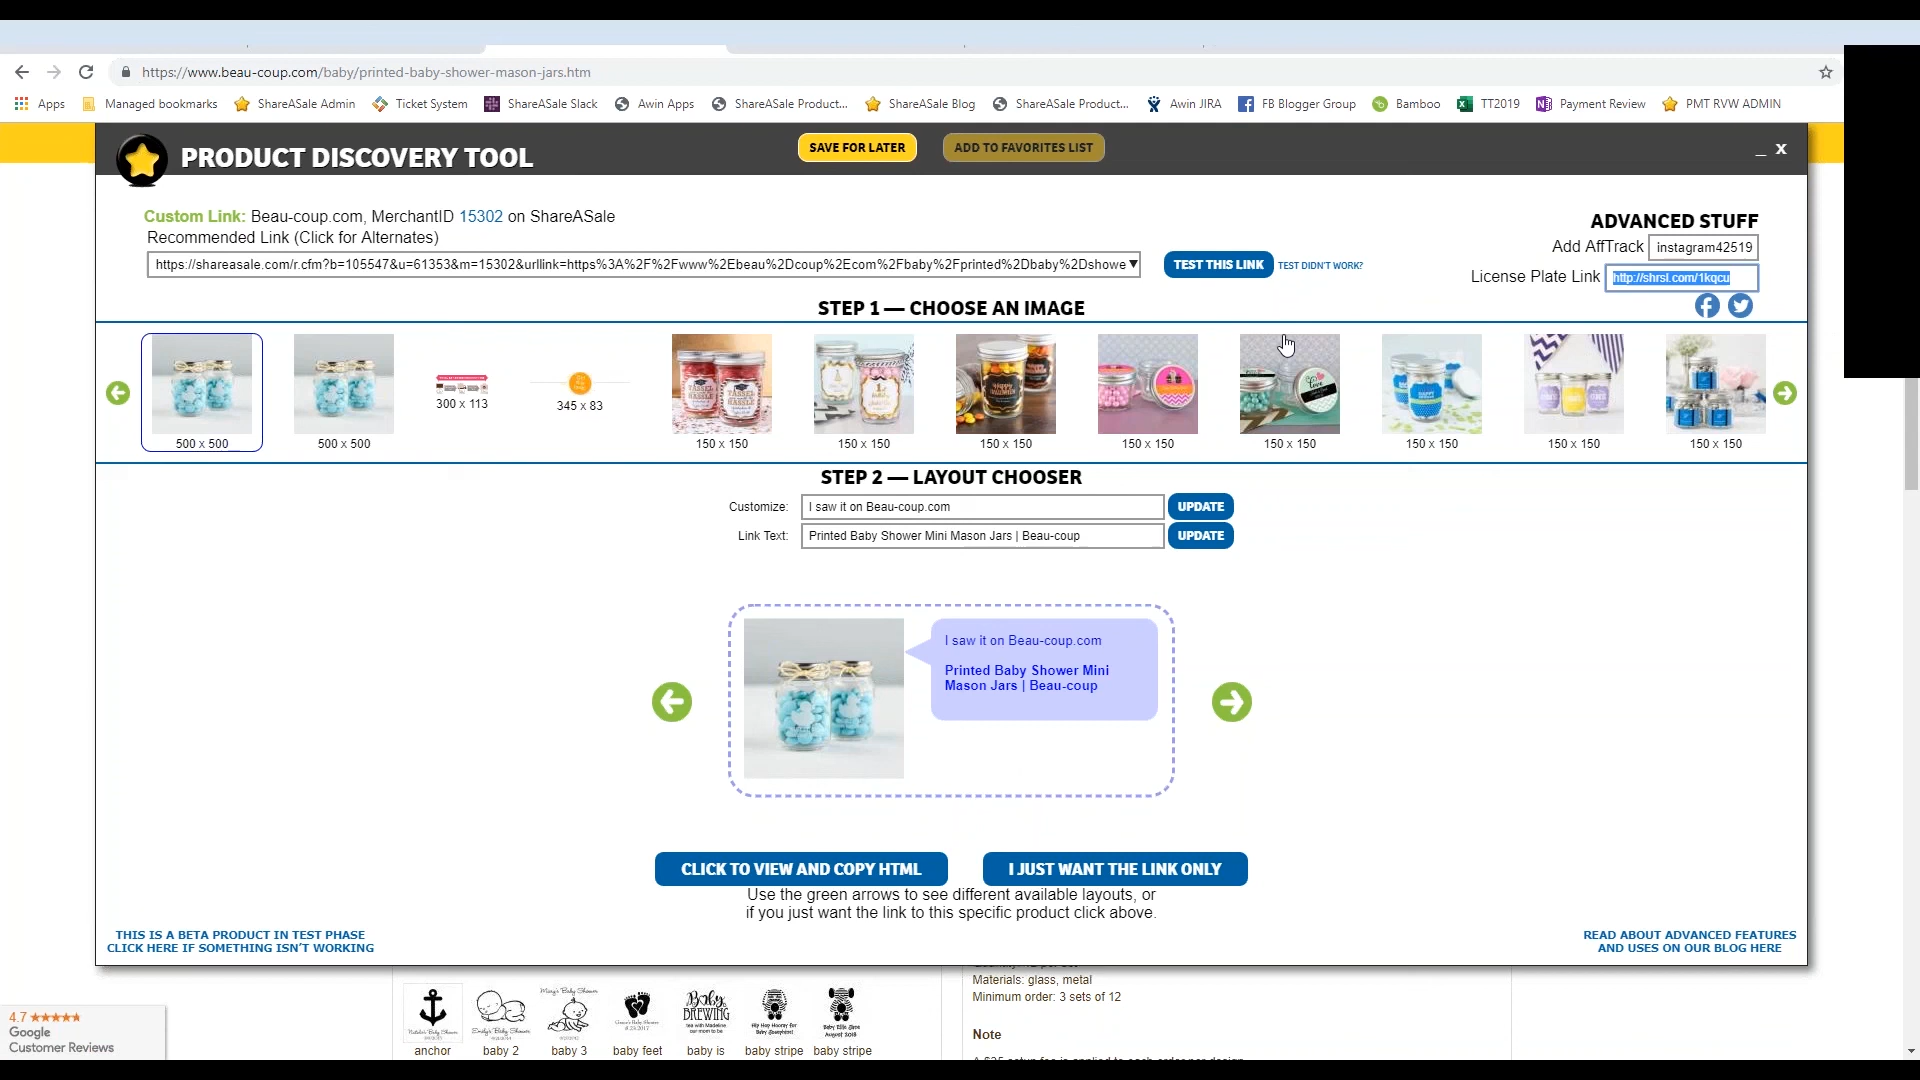 https://www.beau-coup.com/baby/printed-baby-shower-mason-jars.htm
Apps Managed bookmarks ShareASale Admin Ticket System ShareASale Slack Awin Apps ShareASale Product... ShareASale Blog ShareASale Product... Awin JIRA FB Blogger Group Bamboo TT2019 Payment Review PMT RVW ADMIN
PRODUCT DISCOVERY TOOL
SAVE FOR LATER
ADD TO FAVORITES LIST
_ X
Custom Link: Beau-coup.com, MerchantID 15302 on ShareASale
Recommended Link (Click for Alternates)
https://shareasale.com/r.cfm?b=105547&u=61353&m=15302&urllink=https%3A%2F%2Fwww%2Ebeau%2Dcoup%2Ecom%2Fbaby%2Fprinted%2Dbaby%2Dshowe
TEST THIS LINK
TEST DIDN'T WORK?
ADVANCED STUFF
Add AffTrack instagram42519
License Plate Link http://shrsl.com/1kqcu
STEP 1 — CHOOSE AN IMAGE
500 x 500
500 x 500
300 x 113
345 x 83
150 x 150
150 x 150
150 x 150
150 x 150
150 x 150
150 x 150
150 x 150
150 x 150
STEP 2 — LAYOUT CHOOSER
Customize: I saw it on Beau-coup.com UPDATE
Link Text: Printed Baby Shower Mini Mason Jars | Beau-coup UPDATE
I saw it on Beau-coup.com
Printed Baby Shower Mini
Mason Jars | Beau-coup
CLICK TO VIEW AND COPY HTML
I JUST WANT THE LINK ONLY
Use the green arrows to see different available layouts, or
if you just want the link to this specific product click above.
THIS IS A BETA PRODUCT IN TEST PHASE
CLICK HERE IF SOMETHING ISN'T WORKING
READ ABOUT ADVANCED FEATURES
AND USES ON OUR BLOG HERE
Materials: glass, metal
Minimum order: 3 sets of 12
Note
4.7
Google
Customer Reviews
anchor
baby 2
baby 3
baby feet
baby is
baby stripe
baby stripe